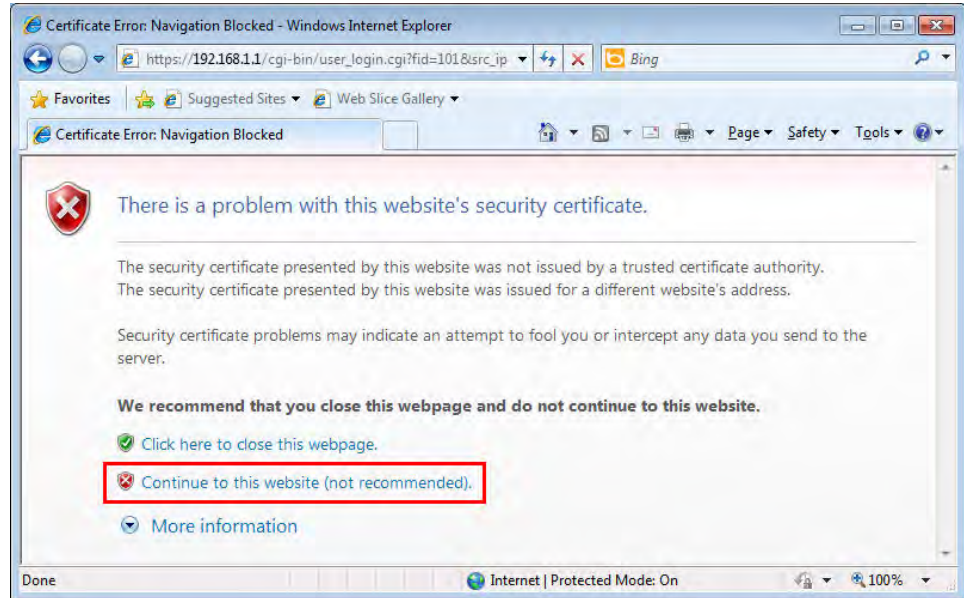 Certificate Error: Navigation Blocked - Windows Internet Explorer
https://192.168.1.1/cgi-bin/user_login.cgi?fid=101&src_ip
Bing
Favorites Suggested Sites Web Slice Gallery
Certificate Error: Navigation Blocked
Page Safety Tools
There is a problem with this website's security certificate.
The security certificate presented by this website was not issued by a trusted certificate authority.
The security certificate presented by this website was issued for a different website's address.
Security certificate problems may indicate an attempt to fool you or intercept any data you send to the
server.
We recommend that you close this webpage and do not continue to this website.
Click here to close this webpage.
Continue to this website (not recommended).
More information
Done Internet | Protected Mode: On 100%